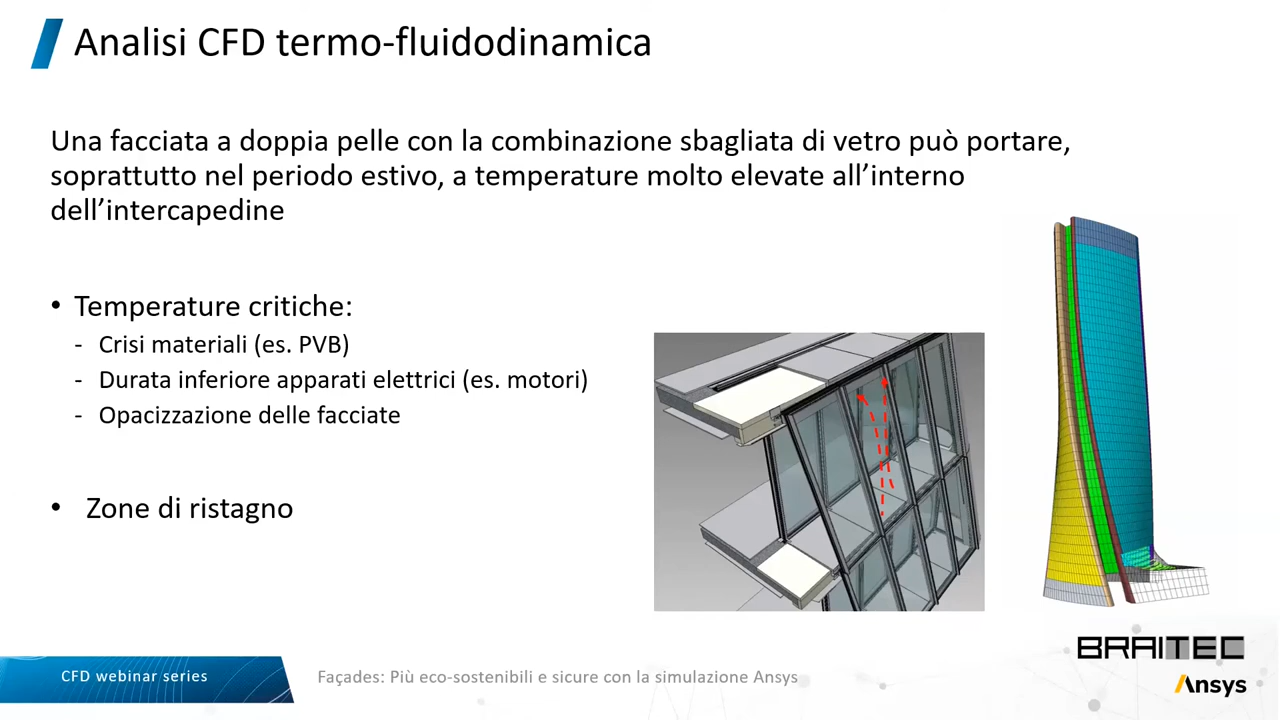 Analisi CFD termo-fluidodinamica
Una facciata a doppia pelle con la combinazione sbagliata di vetro può portare,
soprattutto nel periodo estivo, a temperature molto elevate all’interno
dell’intercapedine
• Temperature critiche:
- Crisi materiali (es. PVB)
- Durata inferiore apparati elettrici (es. motori)
- Opacizzazione delle facciate
• Zone di ristagno
BRAITEC
CFD webinar series
Façades: Più eco-sostenibili e sicure con la simulazione Ansys
Ansys